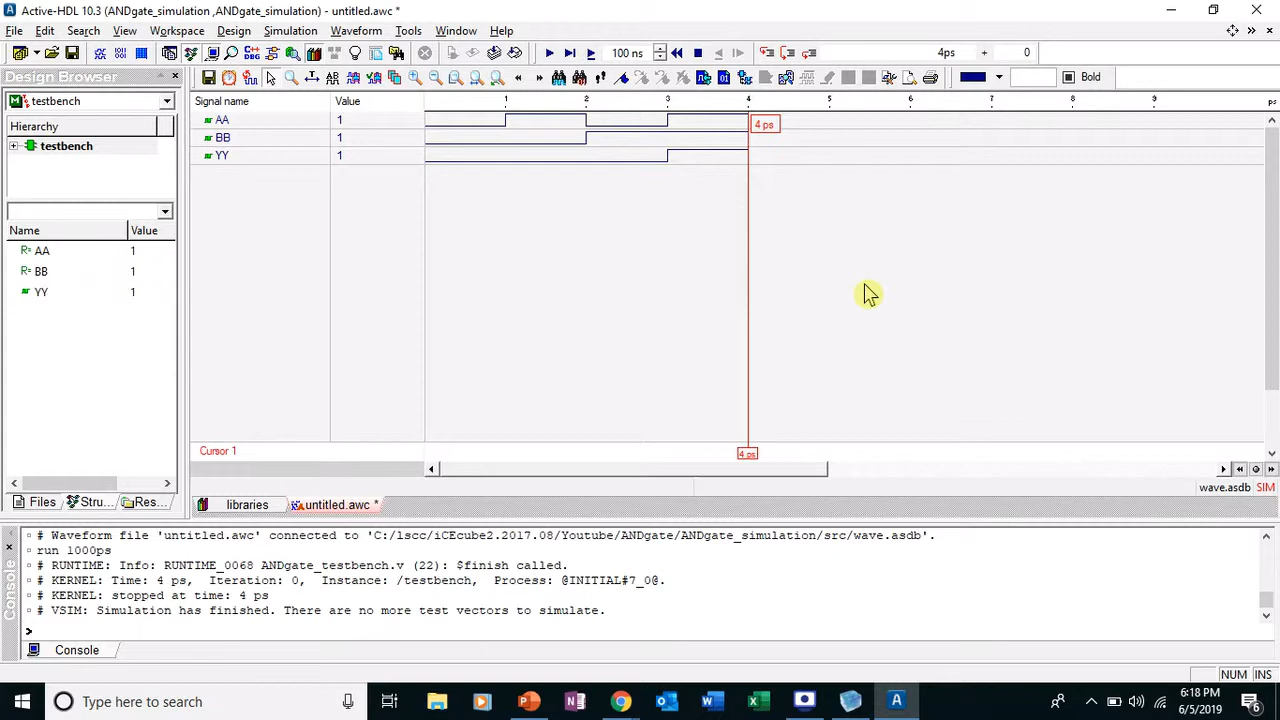 Active-HDL 10.3 (ANDgate_simulation ,ANDgate_simulation) - untitled.awc *
File Edit Search View Workspace Design Simulation Waveform Tools Window Help
100 ns 4ps 0
Design Browser
Bold
testbench
Signal name Value 1 2 3 4 5 6 7 8 9 ps
Hierarchy
AA 1 4 ps
BB 1
testbench
YY 1
Name Value
AA 1
BB 1
YY 1
Cursor 1 4 ps
wave.asdb SIM
Files Stru... Res...
libraries untitled.awc *
# Waveform file 'untitled.awc' connected to 'C:/lscc/iCEcube2.2017.08/Youtube/ANDgate/ANDgate_simulation/src/wave.asdb'.
run 1000ps
# RUNTIME: Info: RUNTIME_0068 ANDgate_testbench.v (22): $finish called.
# KERNEL: Time: 4 ps, Iteration: 0, Instance: /testbench, Process: @INITIAL#7_0@.
# KERNEL: stopped at time: 4 ps
# VSIM: Simulation has finished. There are no more test vectors to simulate.
>
Console
Console
NUM INS
Type here to search
6:18 PM
6/5/2019
6